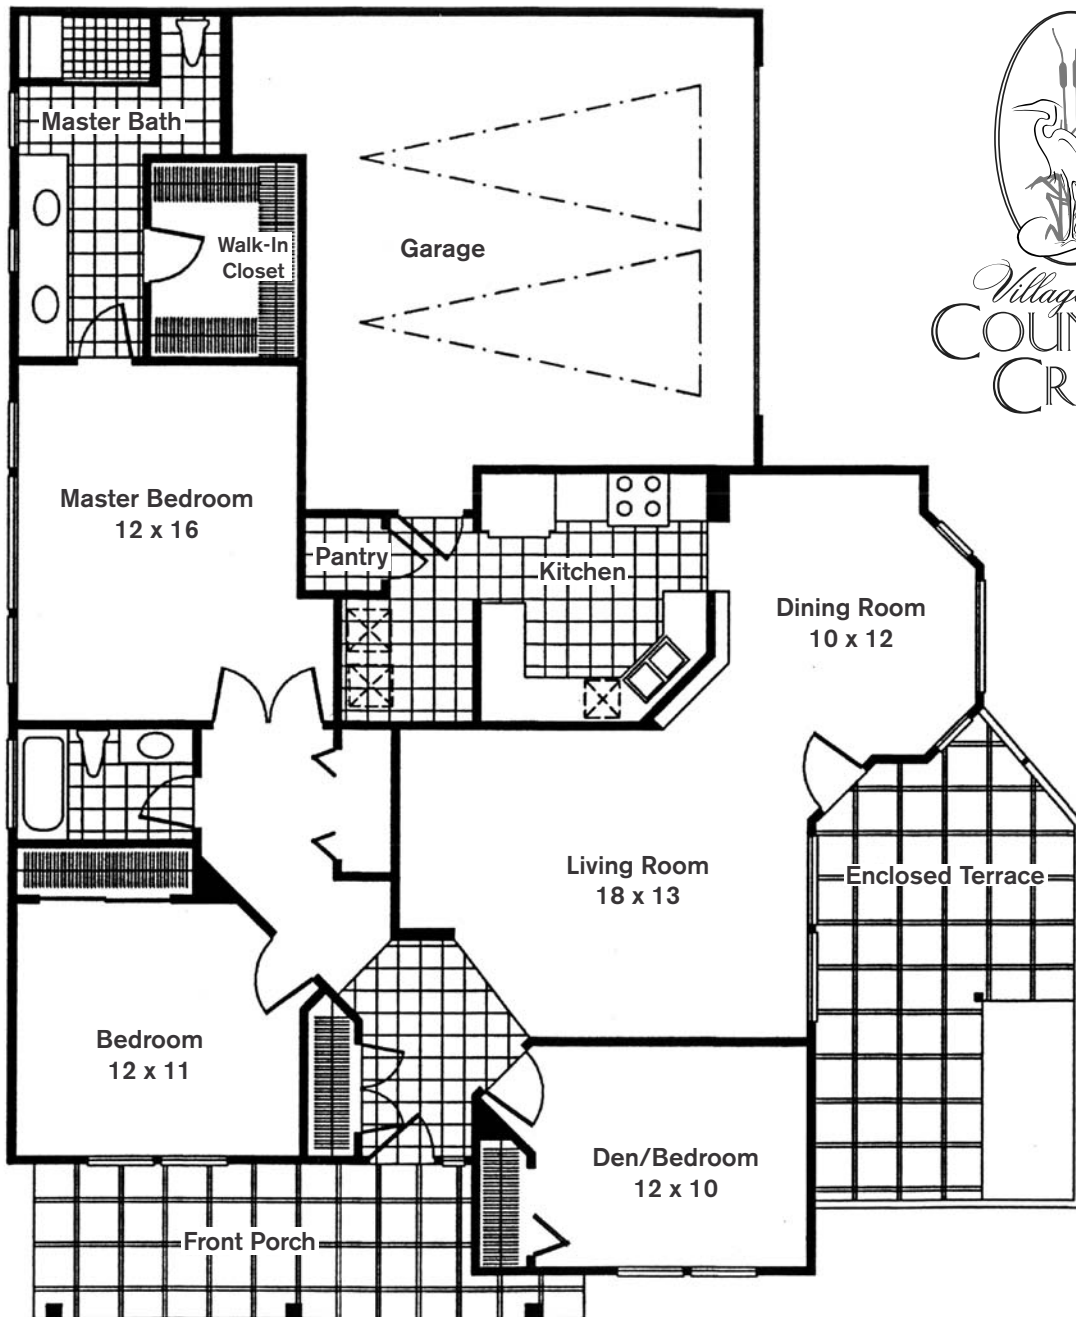 Master Bath
Walk-In
Closet
Garage
Master Bedroom
12 x 16
Pantry
Kitchen
Dining Room
10 x 12
Living Room
18 x 13
Enclosed Terrace
Bedroom
12 x 11
Den/Bedroom
12 x 10
Front Porch